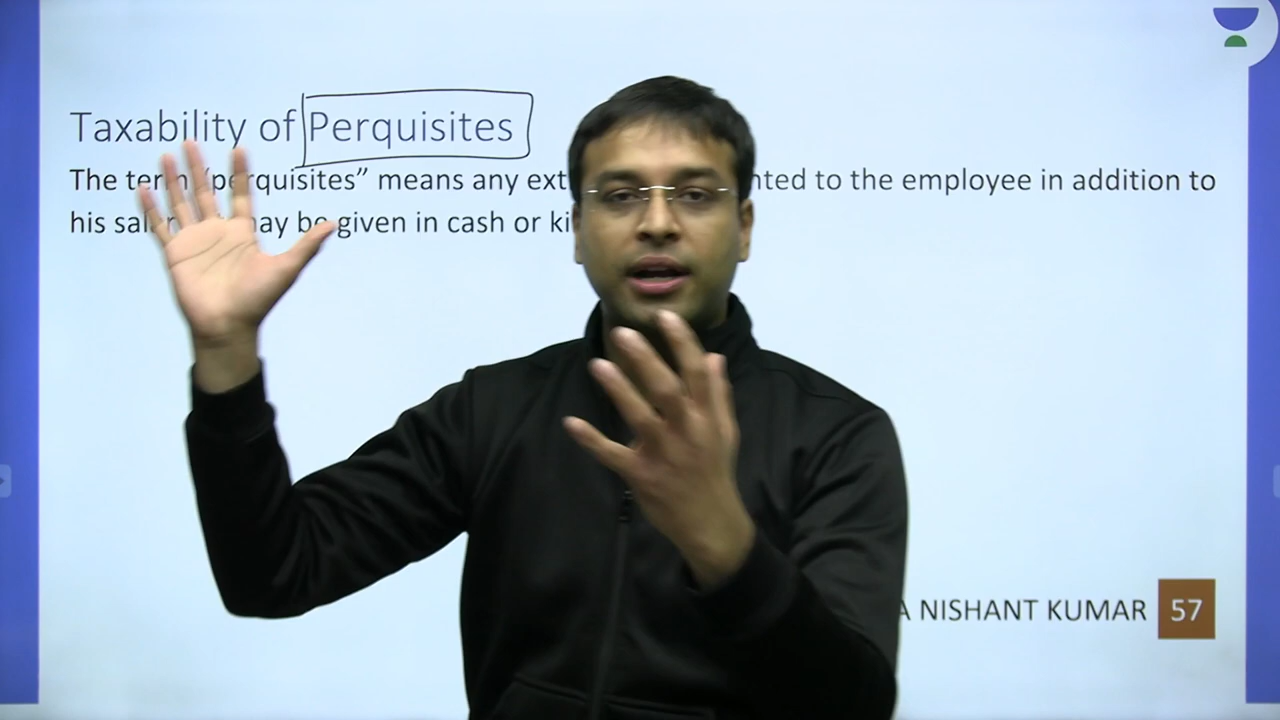 Taxability of Perquisites
The term "perquisites” means any ext nted to the employee in addition to
his sal may be given in cash or ki
A NISHANT KUMAR 57